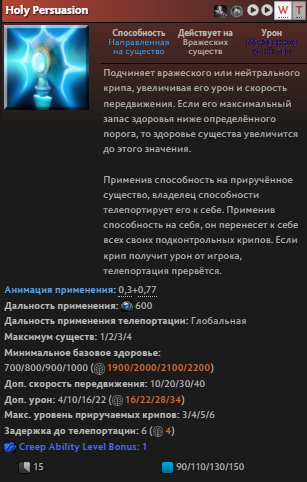 Holy Persuasion
W T
Способность
Направленная
на существо
Действует на
Вражеских
существ
Урон
Мгновенное
убийство
Подчиняет вражеского или нейтрального
крипа, увеличивая его урон и скорость
передвижения. Если его максимальный
запас здоровья ниже определённого
порога, то здоровье существа увеличится
до этого значения.
Применив способность на приручённое
существо, владелец способности
телепортирует его к себе. Применив
способность на себя, он перенесет к себе
всех своих подконтрольных крипов. Если
крип получит урон от игрока,
телепортация прервётся.
Анимация применения: 0,3+0,77
Дальность применения: 600
Дальность применения телепортации: Глобальная
Максимум существ: 1/2/3/4
Минимальное базовое здоровье:
700/800/900/1000 (1900/2000/2100/2200)
Доп. скорость передвижения: 10/20/30/40
Доп. урон: 4/10/16/22 (16/22/28/34)
Макс. уровень приручаемых крипов: 3/4/5/6
Задержка до телепортации: 6 (4)
Creep Ability Level Bonus: 1
15
90/110/130/150